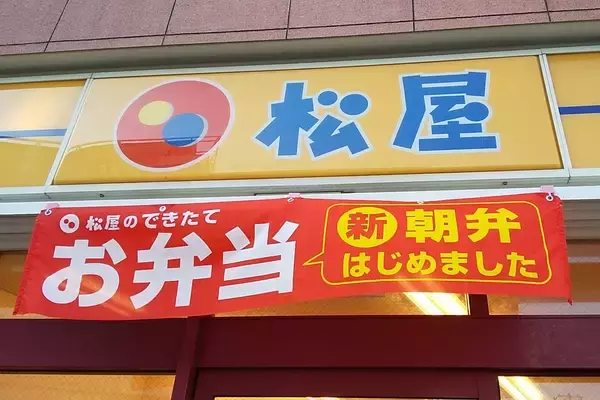 松屋
松屋のできたて
お弁当
新 朝弁
はじめました